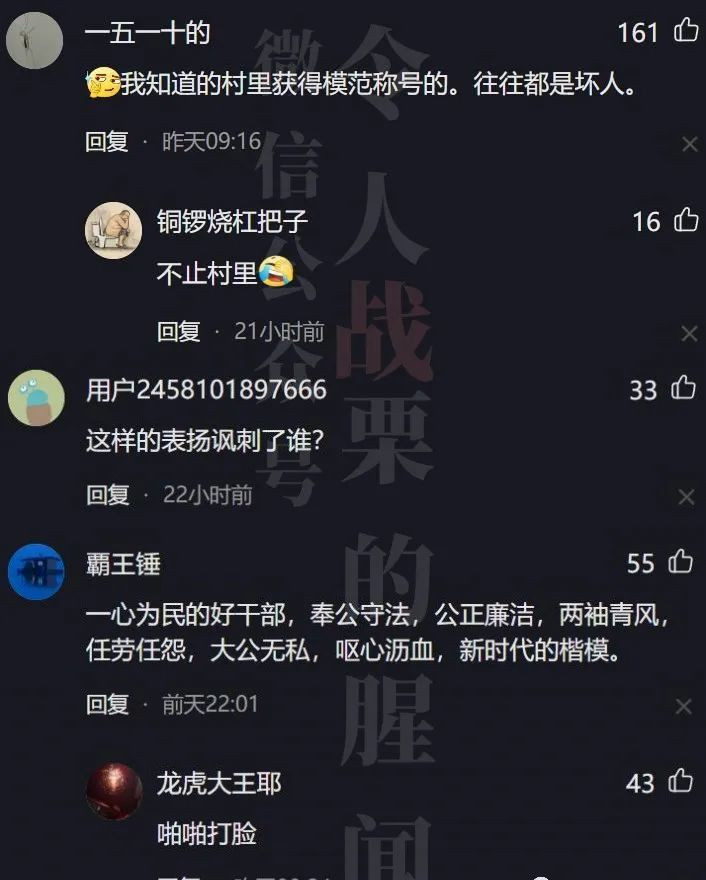 一五一十的
161
我知道的村里获得模范称号的。往往都是坏人。
回复 · 昨天09:16
铜锣烧杠把子
16
不止村里
回复 · 21小时前
用户2458101897666
33
这样的表扬讽刺了谁?
回复 · 22小时前
霸王锤
55
一心为民的好干部，奉公守法，公正廉洁，两袖青风，
任劳任怨，大公无私，呕心沥血，新时代的楷模。
回复 · 前天22:01
龙虎大王耶
43
啪啪打脸
微信公众号
令人战栗的腥闻